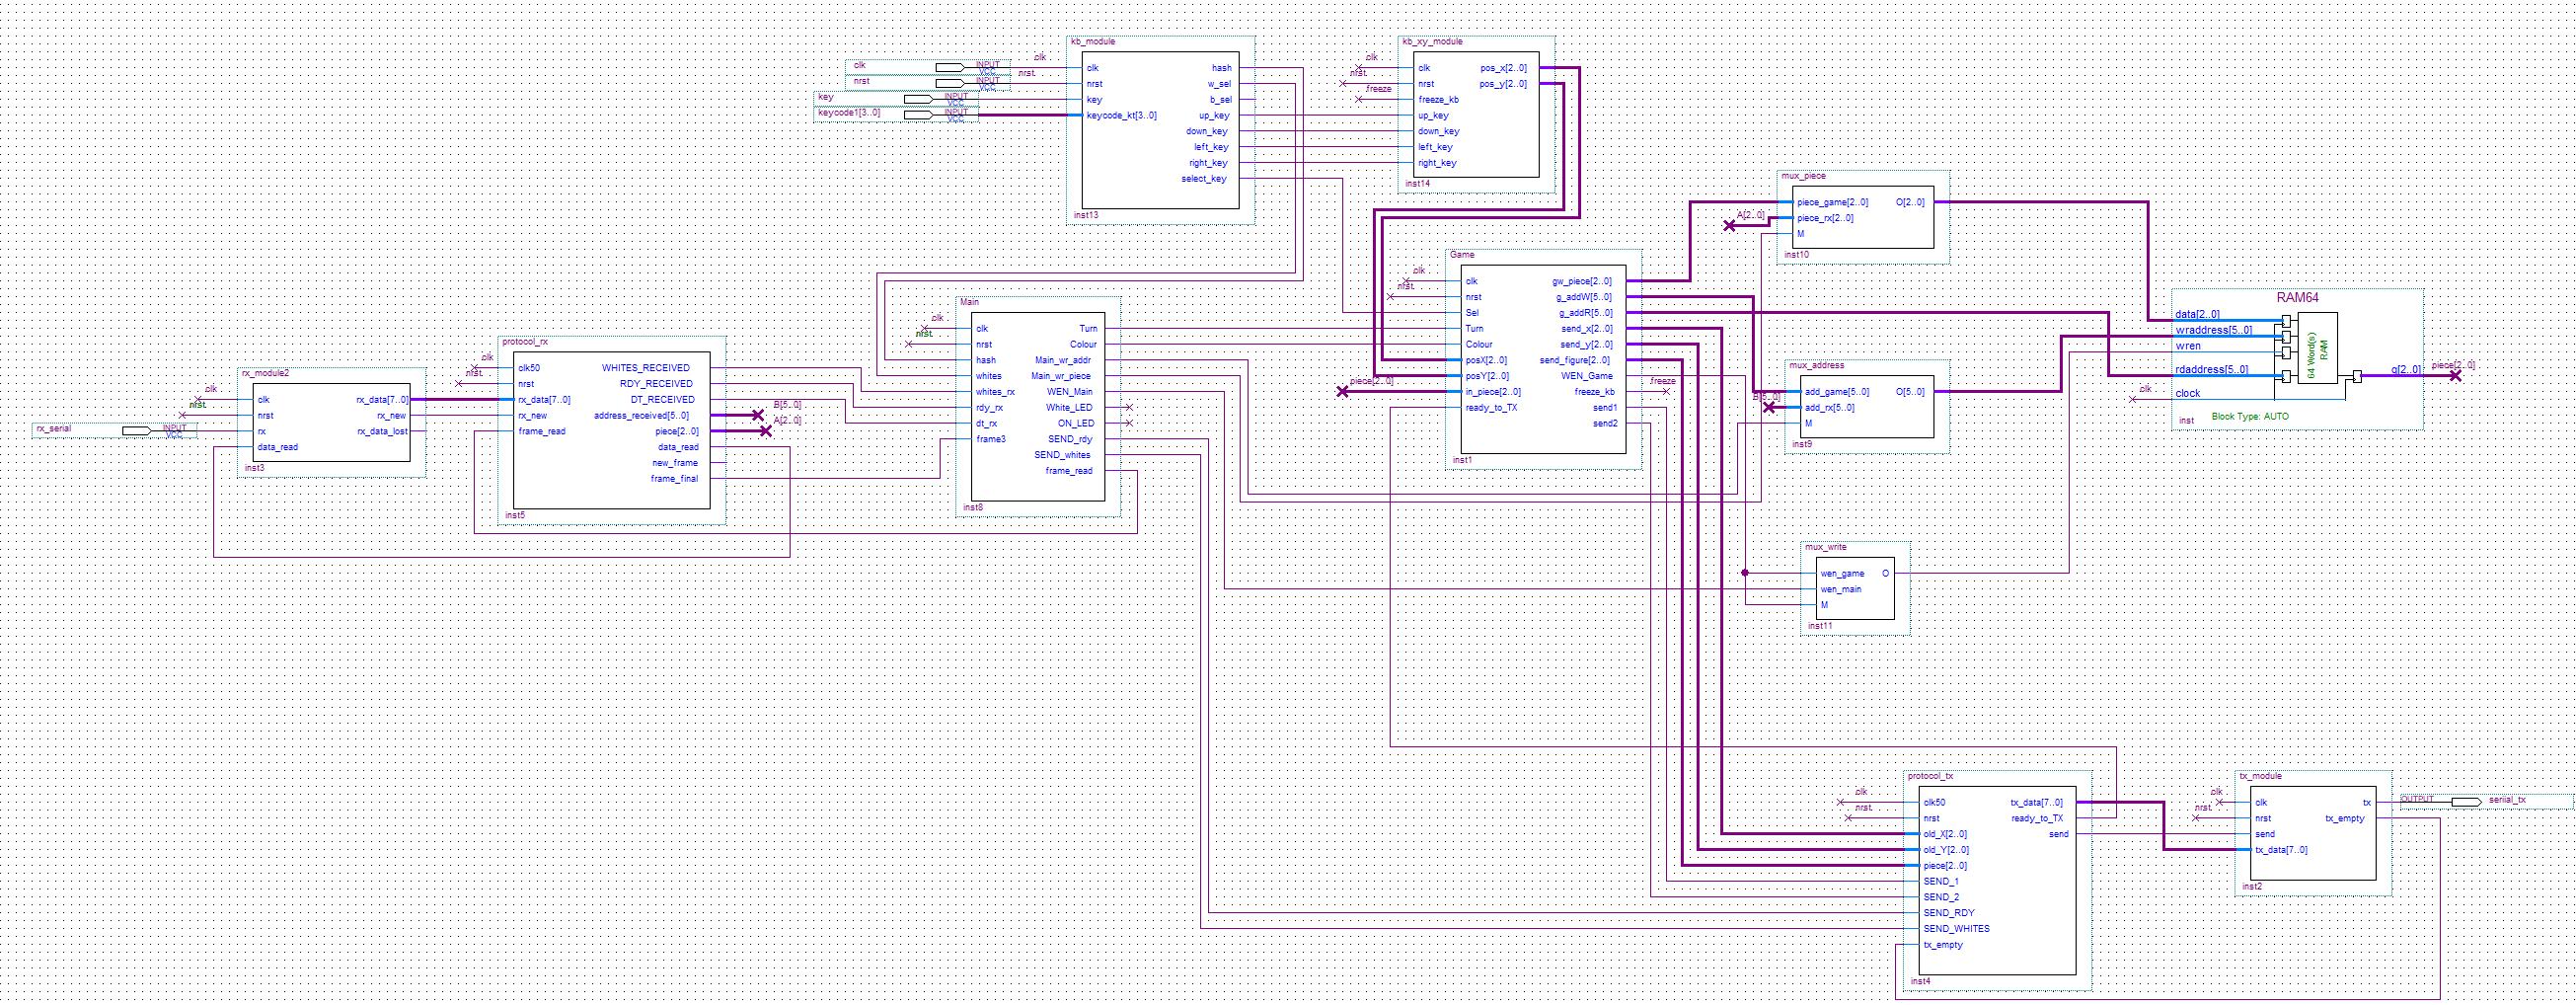 kb_module
clk
INPUT
VCC
nrst
INPUT
VCC
key
INPUT
VCC
keycode1[3..0]
INPUT
VCC
clk
nrst
clk
nrst
key
keycode_kt[3..0]
hash
w_sel
b_sel
up_key
down_key
left_key
right_key
select_key
inst13
kb_xy_module
clk
nrst
freeze
clk
nrst
freeze_kb
up_key
down_key
left_key
right_key
pos_x[2..0]
pos_y[2..0]
inst14
mux_piece
A[2..0]
piece_game[2..0]
piece_rx[2..0]
M
O[2..0]
inst10
Game
clk
nrst
piece[2..0]
clk
nrst
Sel
Turn
Colour
posX[2..0]
posY[2..0]
in_piece[2..0]
ready_to_TX
gw_piece[2..0]
g_addW[5..0]
g_addR[5..0]
send_x[2..0]
send_y[2..0]
send_figure[2..0]
WEN_Game
freeze_kb
send1
send2
freeze
inst1
RAM64
data[2..0]
wraddress[5..0]
wren
rdaddress[5..0]
clock
clk
64 Word(s)
RAM
q[2..0]
piece[2..0]
Block Type: AUTO
inst
Main
clk
nrst
clk
nrst
hash
whites
whites_rx
rdy_rx
dt_rx
frame3
Turn
Colour
Main_wr_addr
Main_wr_piece
WEN_Main
White_LED
ON_LED
SEND_rdy
SEND_whites
frame_read
inst8
protocol_rx
clk
nrst
clk50
nrst
rx_data[7..0]
rx_new
frame_read
WHITES_RECEIVED
RDY_RECEIVED
DT_RECEIVED
address_received[5..0]
piece[2..0]
data_read
new_frame
frame_final
B[5..0]
A[2..0]
inst5
rx_module2
clk
nrst
rx_serial
INPUT
VCC
clk
nrst
rx
data_read
rx_data[7..0]
rx_new
rx_data_lost
inst3
mux_address
B[5..0]
add_game[5..0]
add_rx[5..0]
M
O[5..0]
inst9
mux_write
wen_game
wen_main
M
O
inst11
protocol_tx
clk
nrst
clk50
nrst
old_X[2..0]
old_Y[2..0]
piece[2..0]
SEND_1
SEND_2
SEND_RDY
SEND_WHITES
tx_empty
tx_data[7..0]
ready_to_TX
send
inst4
tx_module
clk
nrst
clk
nrst
send
tx_data[7..0]
tx
tx_empty
OUTPUT
serial_tx
inst2